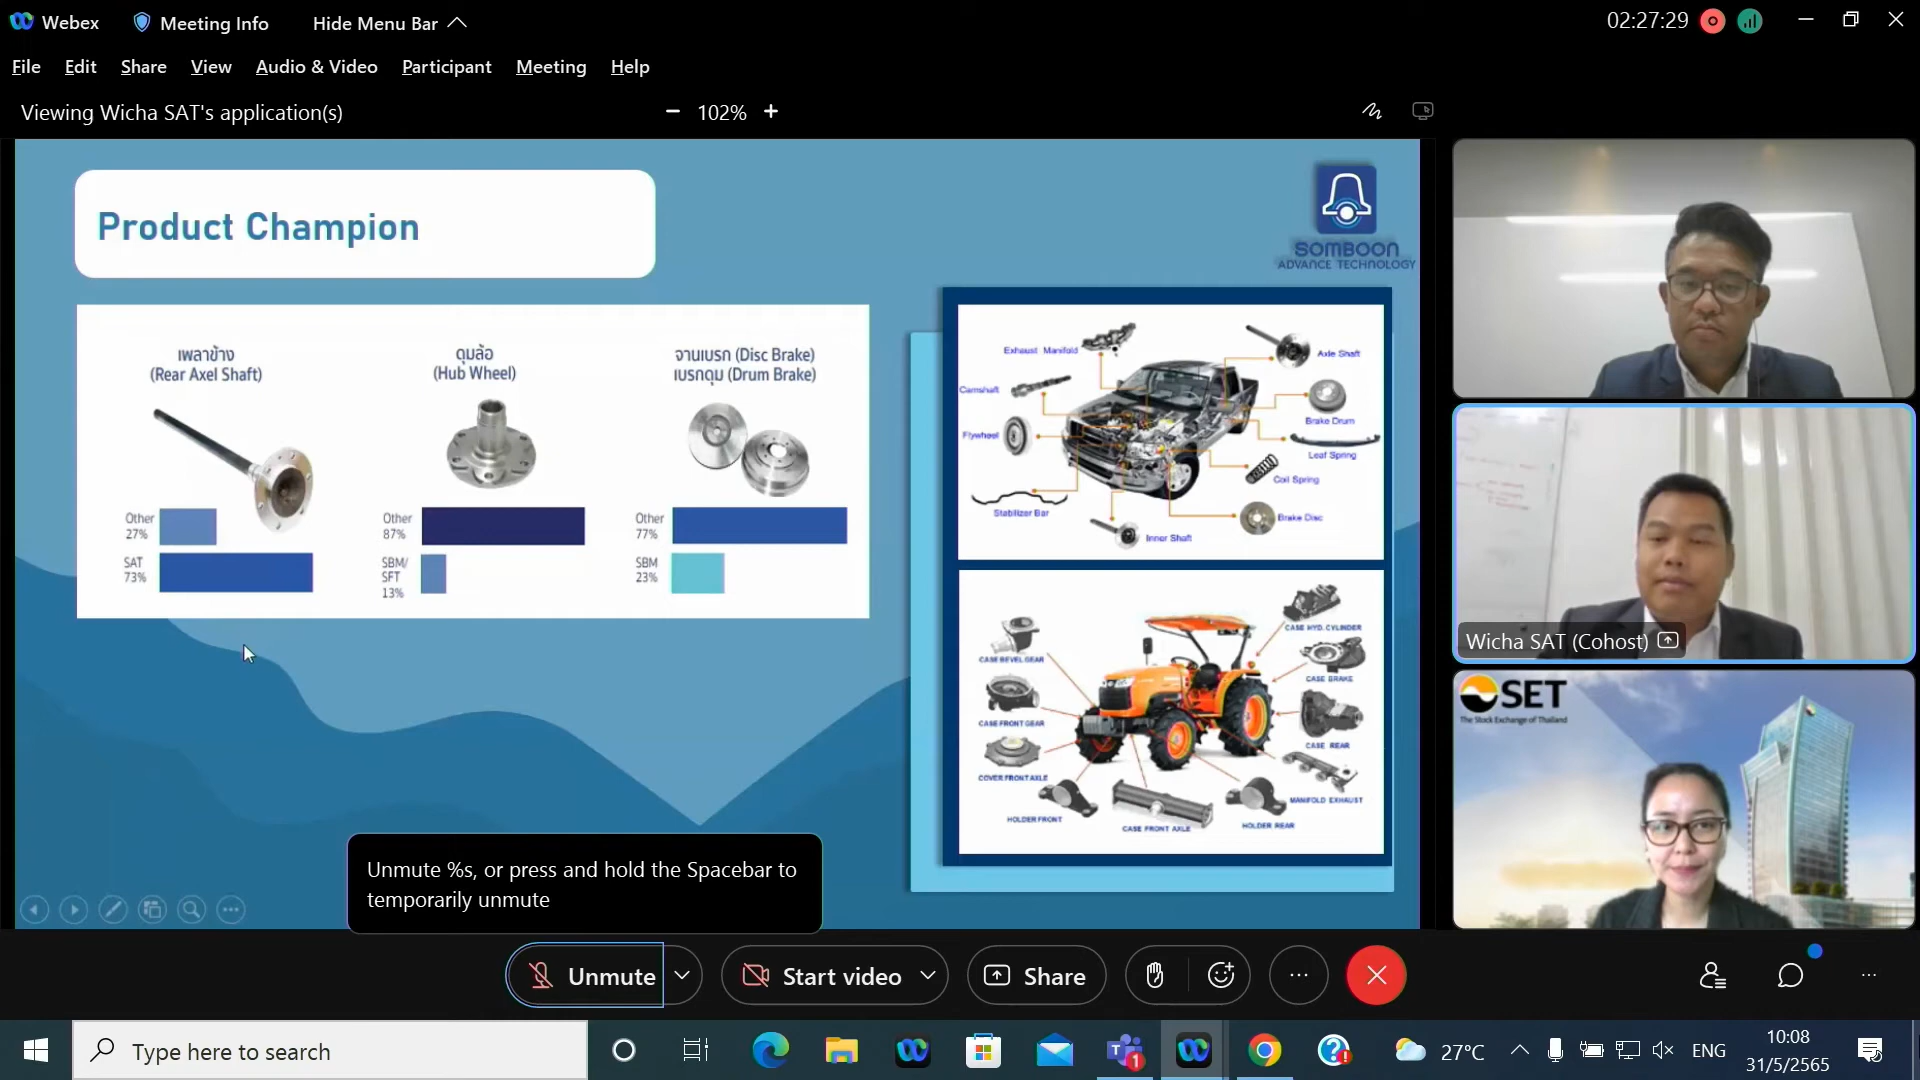 Webex
Meeting Info
Hide Menu Bar
02:27:29
File
Edit
Share
View
Audio & Video
Participant
Meeting
Help
Viewing Wicha SAT's application(s)
102%
Product Champion
SOMBOON
ADVANCE TECHNOLOGY
เพลาข้าง
(Rear Axel Shaft)
Other
27%
SAT
73%
ดุมล้อ
(Hub Wheel)
Other
87%
SBM/
SFT
13%
จานเบรก (Disc Brake)
เบรกดุม (Drum Brake)
Other
77%
SBM
23%
Exhaust Manifold
Axle Shaft
Camshaft
Brake Drum
Flywheel
Leaf Spring
Coil Spring
Stabilizer Bar
Brake Disc
Inner Shaft
CASE HYD. CYLINDER
CASE BEVEL GEAR
CASE BRAKE
CASE FRONT GEAR
CASE REAR
COVER FRONT AXLE
MANIFOLD EXHAUST
HOLDER FRONT
CASE FRONT AXLE
HOLDER REAR
Wicha SAT (Cohost)
SET
The Stock Exchange of Thailand
Unmute %s, or press and hold the Spacebar to
temporarily unmute
Unmute
Start video
Share
Type here to search
1
27°C
ENG
10:08
31/5/2565